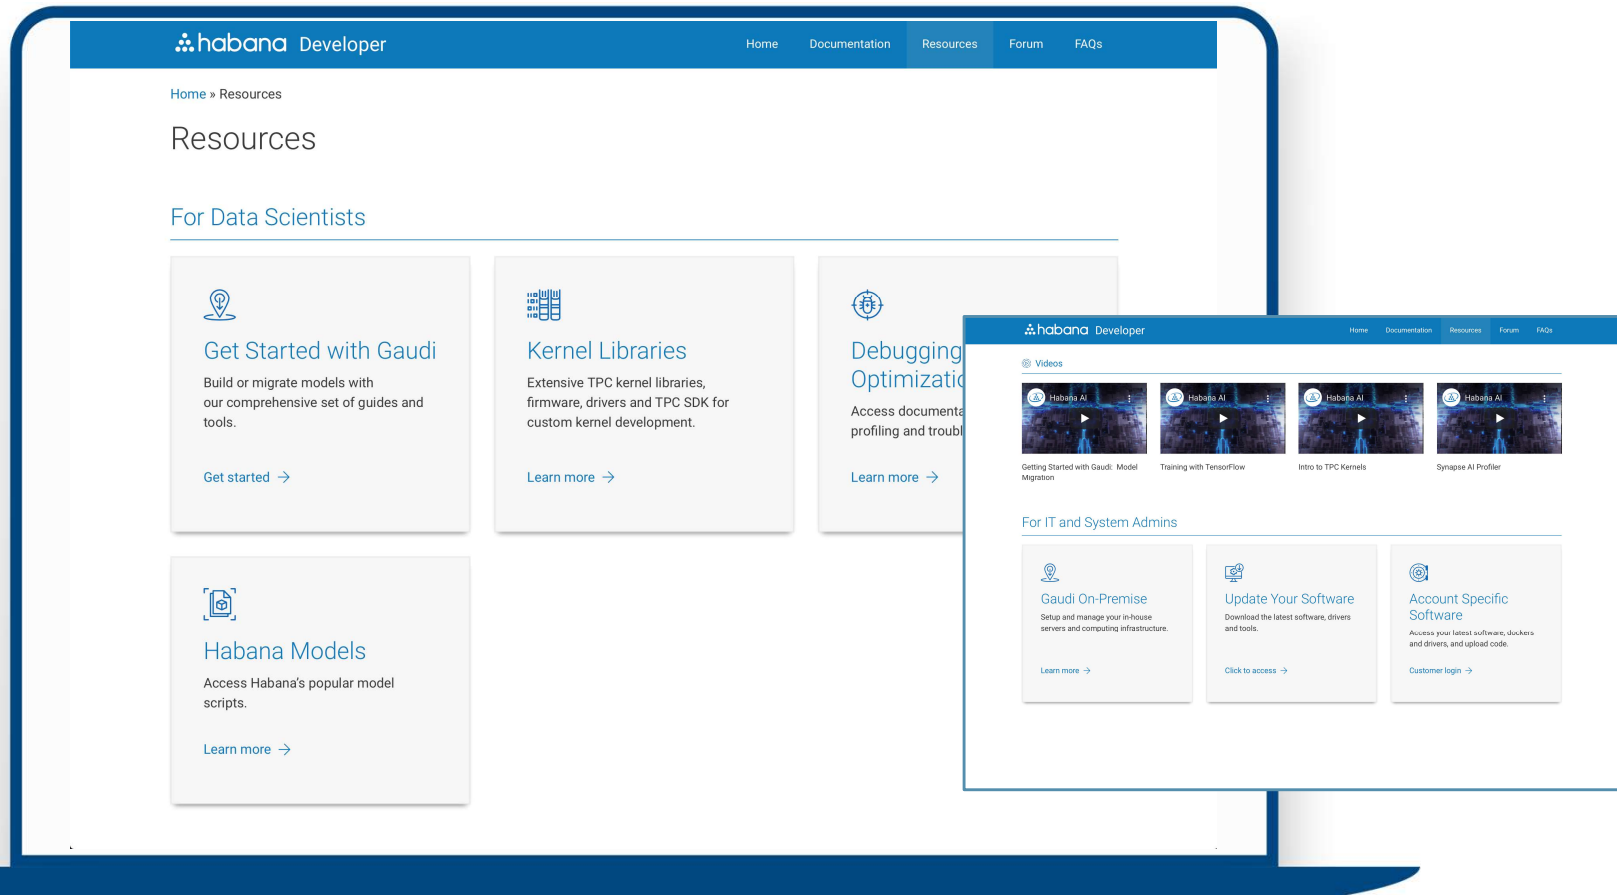 habana Developer
Home Documentation Resources Forum FAQs
Home » Resources
Resources
For Data Scientists
Get Started with Gaudi
Build or migrate models with
our comprehensive set of guides and
tools.
Get started →
Kernel Libraries
Extensive TPC kernel libraries,
firmware, drivers and TPC SDK for
custom kernel development.
Learn more →
Debugging
Access
profiling and
Learn more →
Habana Models
Access Habana's popular model
scripts.
Learn more →
habana Developer
Home Documentation Resources Forum FAQs
Videos
Habana AI
Getting Started with Gaudi: Model
Migration
Habana AI
Training with TensorFlow
Habana AI
Intro to TPC Kernels
Habana AI
Synapse AI Profiler
For IT and System Admins
Gaudi On-Premise
Setup and manage your in-house
servers and computing infrastructure.
Learn more →
Update Your Software
Download the latest software, drivers
and tools.
Click to access →
Account Specific
Software
Access your latest software, dockers
and drivers, and upload code.
Customer login →